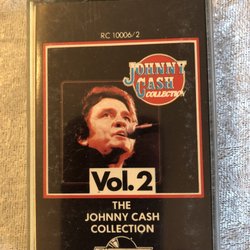 RC 10006/2
JOHNNY
CASH
COLLECTION
Vol. 2
THE
JOHNNY CASH
COLLECTION